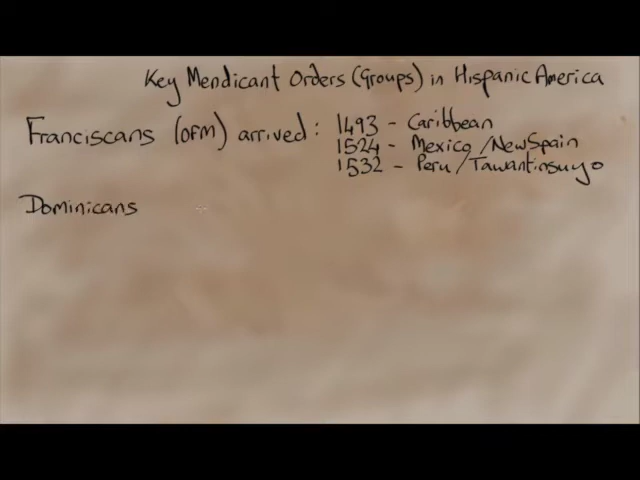 Key Mendicant Orders (Groups) in Hispanic America
Franciscans (OFM) arrived : 1493 - Caribbean
1524 - Mexico/New Spain
1532 - Peru/Tawantinsuyo
Dominicans